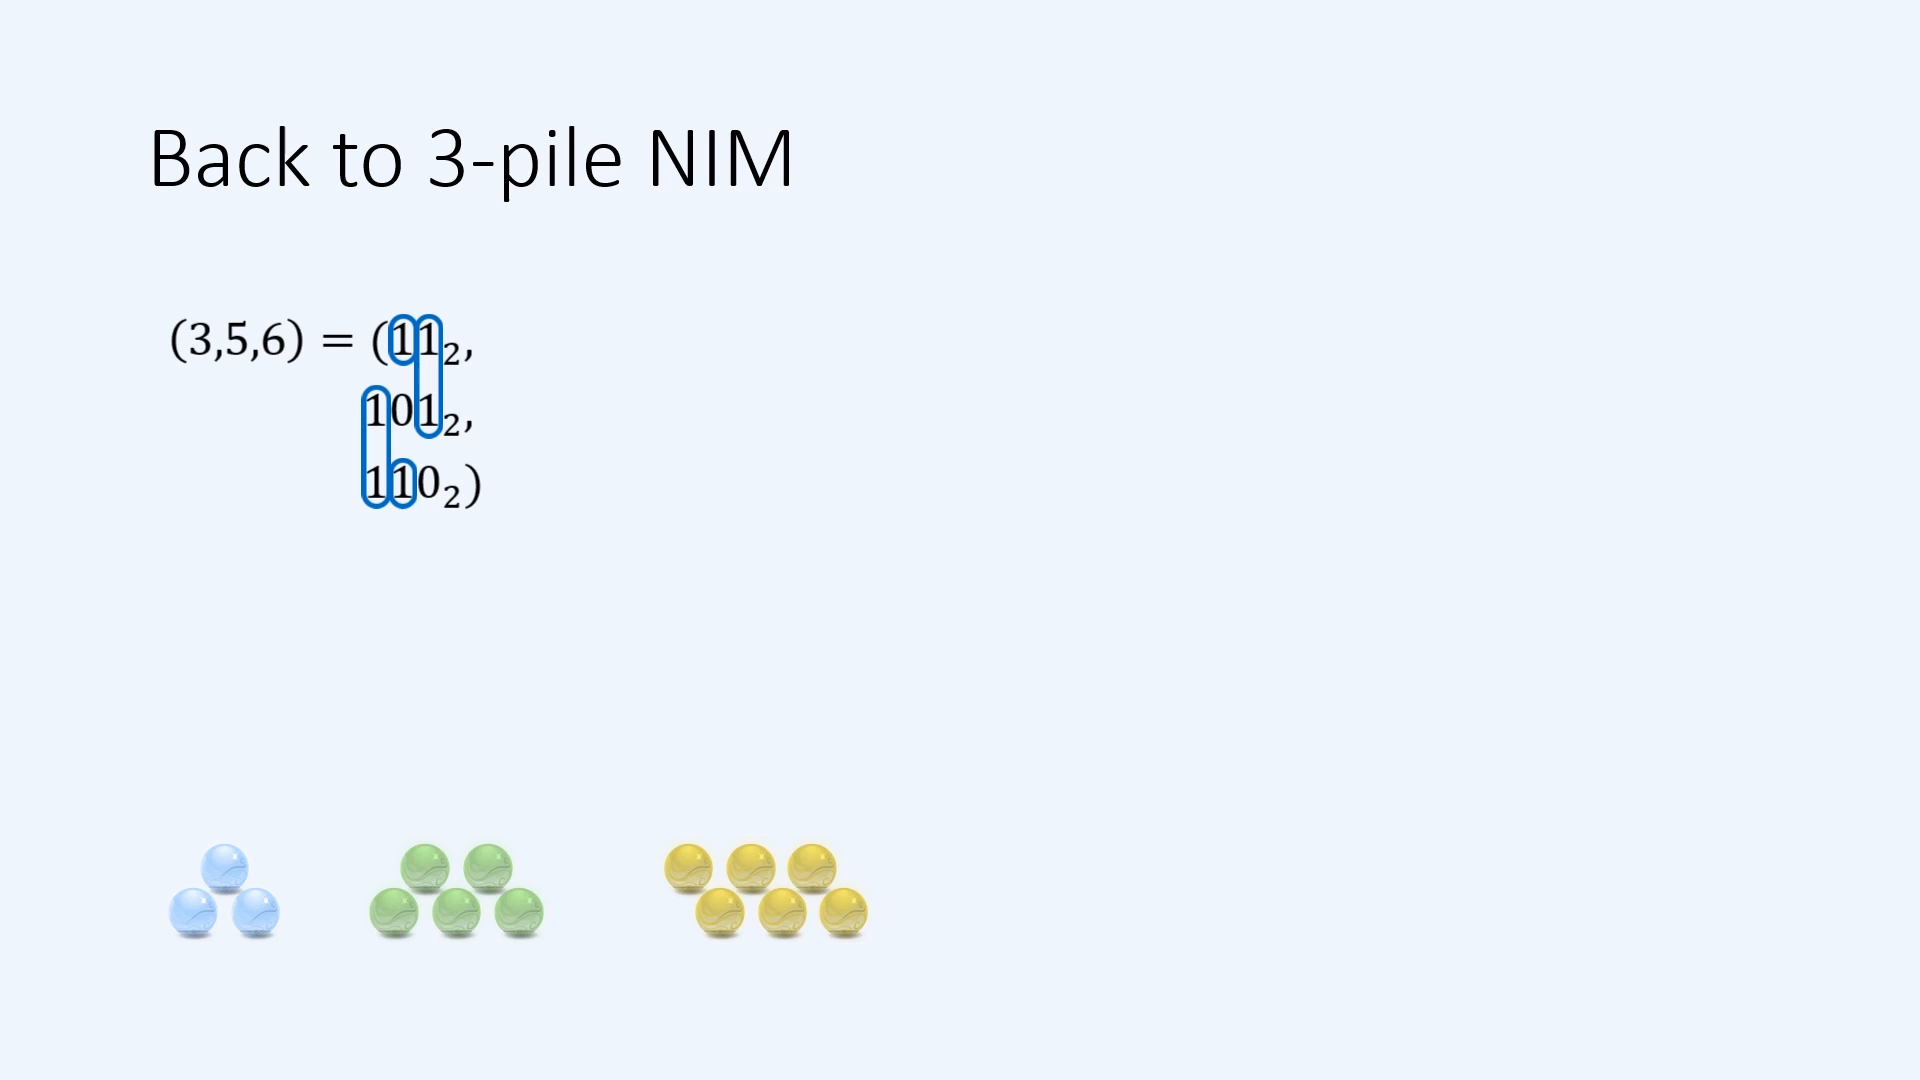 Back to 3-pile NIM
(3,5,6) = (11₂,
101₂,
110₂)